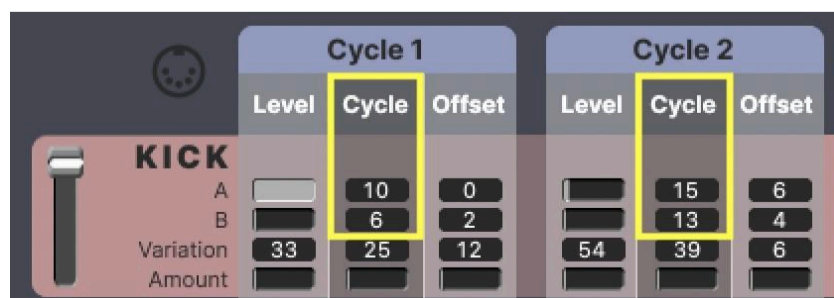 Cycle 1 Cycle 2
Level Cycle Offset Level Cycle Offset
KICK
A 10 0 15 6
B 6 2 13 4
Variation 33 25 12 54 39 6
Amount